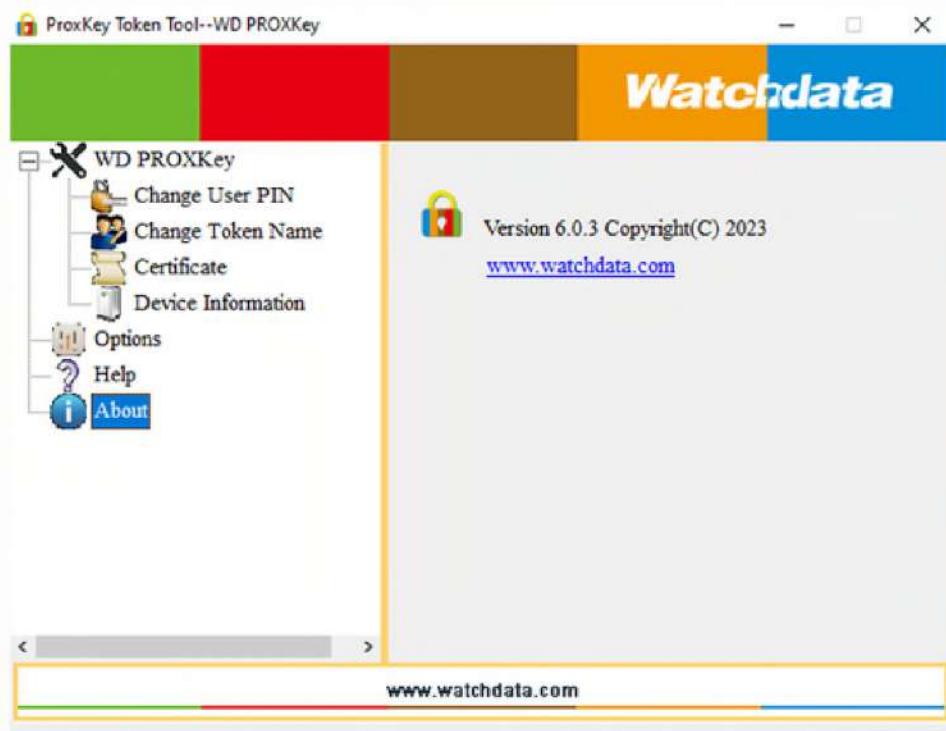 ProxKey Token Tool--WD PROXKey
Watchdata
WD PROXKey
Change User PIN
Change Token Name
Certificate
Device Information
Options
Help
About
Version 6.0.3 Copyright(C) 2023
www.watchdata.com
www.watchdata.com